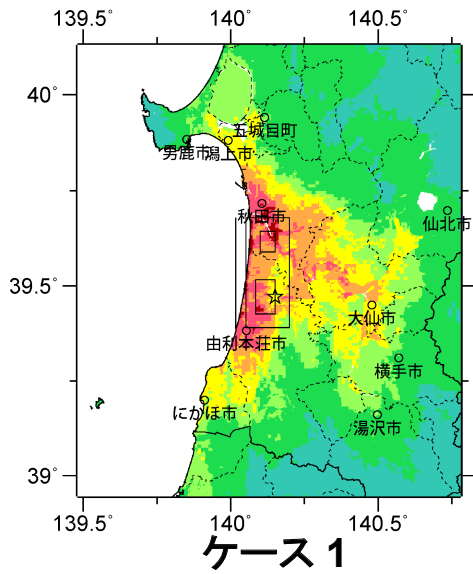 139.5°
140°
140.5°
40°
五城目町
男鹿市
潟上市
秋田市
仙北市
39.5°
大仙市
由利本荘市
横手市
にかほ市
湯沢市
39°
139.5°
140°
140.5°
ケース 1